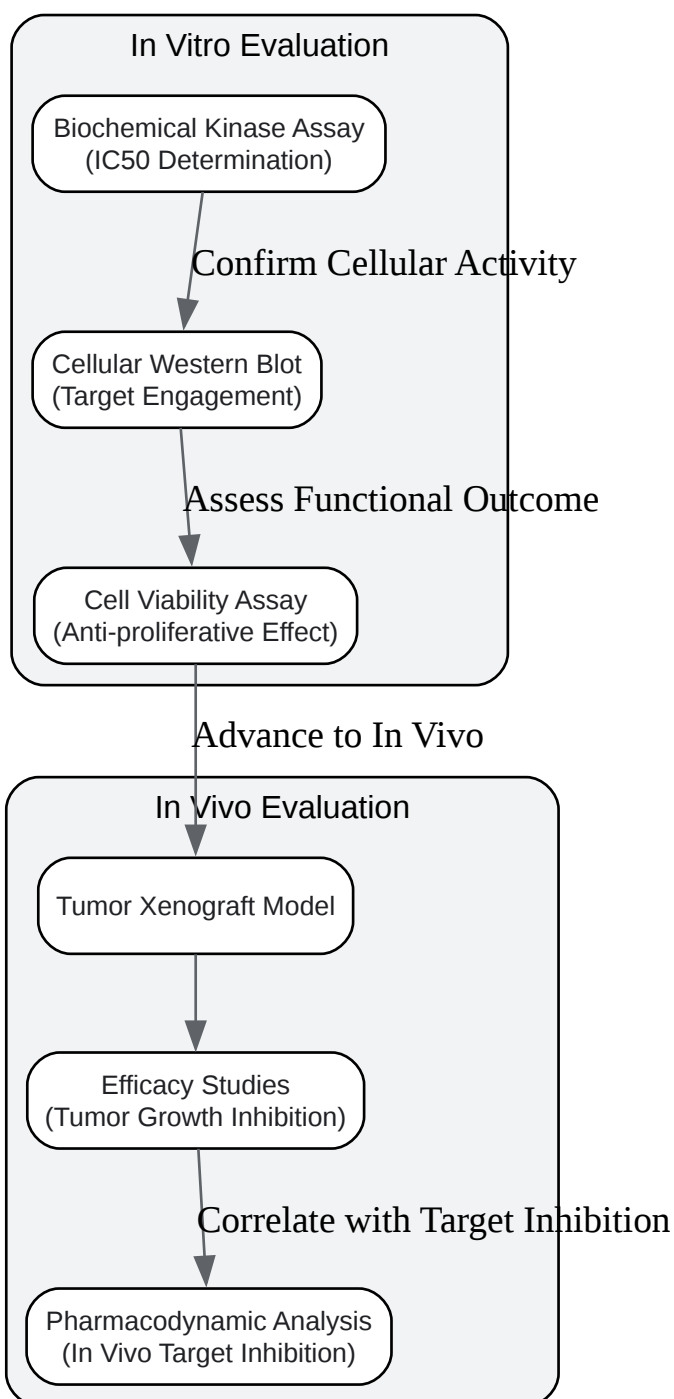 In Vitro Evaluation
Biochemical Kinase Assay
(IC50 Determination)
Confirm Cellular Activity
Cellular Western Blot
(Target Engagement)
Assess Functional Outcome
Cell Viability Assay
(Anti-proliferative Effect)
Advance to In Vivo
In Vivo Evaluation
Tumor Xenograft Model
Efficacy Studies
(Tumor Growth Inhibition)
Correlate with Target Inhibition
Pharmacodynamic Analysis
(In Vivo Target Inhibition)